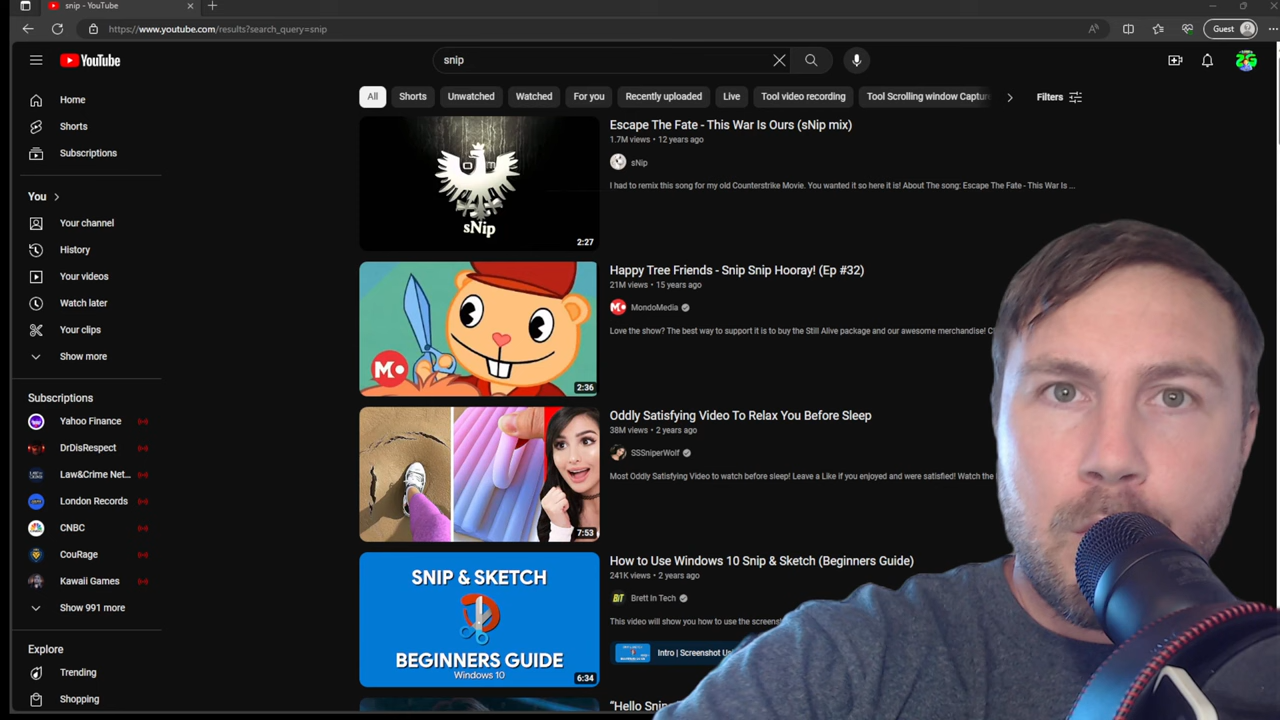 snip - YouTube
https://www.youtube.com/results?search_query=snip
Guest
YouTube
snip
All
Shorts
Unwatched
Watched
For you
Recently uploaded
Live
Tool video recording
Tool Scrolling window Capture
Filters
Home
Shorts
Subscriptions
You
Your channel
History
Your videos
Watch later
Your clips
Show more
Subscriptions
Yahoo Finance
DrDisRespect
Law&Crime Net...
London Records
CNBC
CouRage
Kawaii Games
Show 991 more
Explore
Trending
Shopping
sNip
2:27
Escape The Fate - This War Is Ours (sNip mix)
1.7M views • 12 years ago
sNip
I had to remix this song for my old Counterstrike Movie. You wanted it so here it is! About The song: Escape The Fate - This War Is ...
2:36
Happy Tree Friends - Snip Snip Hooray! (Ep #32)
21M views • 15 years ago
MondoMedia
Love the show? The best way to support it is to buy the Still Alive package and our awesome merchandise!
7:53
Oddly Satisfying Video To Relax You Before Sleep
38M views • 2 years ago
SSSniperWolf
Most Oddly Satisfying Video to watch before sleep! Leave a Like if you enjoyed and were satisfied! Watch the
SNIP & SKETCH
BEGINNERS GUIDE
Windows 10
6:34
How to Use Windows 10 Snip & Sketch (Beginners Guide)
241K views • 2 years ago
BIT
Brett In Tech
This video will show you how to use the
Intro | Screenshot
"Hello